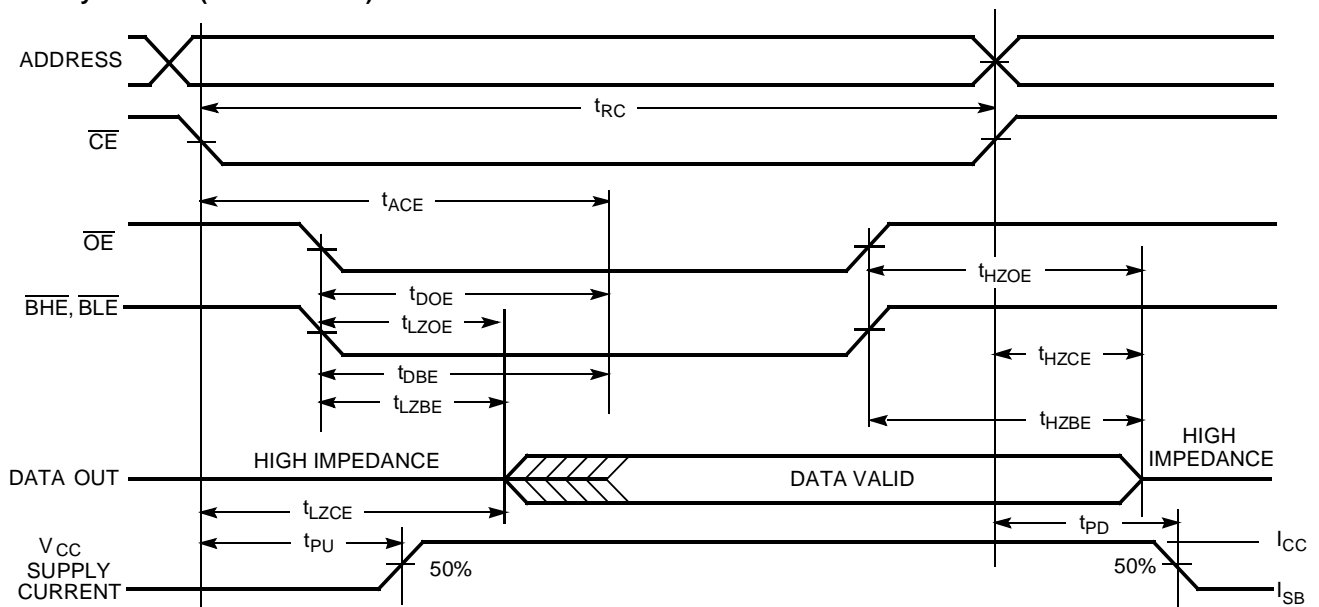 ADDRESS
tRC
CE
tACE
OE
tHZOE
tDOE
BHE, BLE
tLZOE
tHZCE
tDBE
tLZBE
tHZBE
HIGH
IMPEDANCE
HIGH IMPEDANCE
DATA OUT
DATA VALID
tLZCE
tPD
tPU
VCC
SUPPLY
CURRENT
50%
50%
ICC
ISB